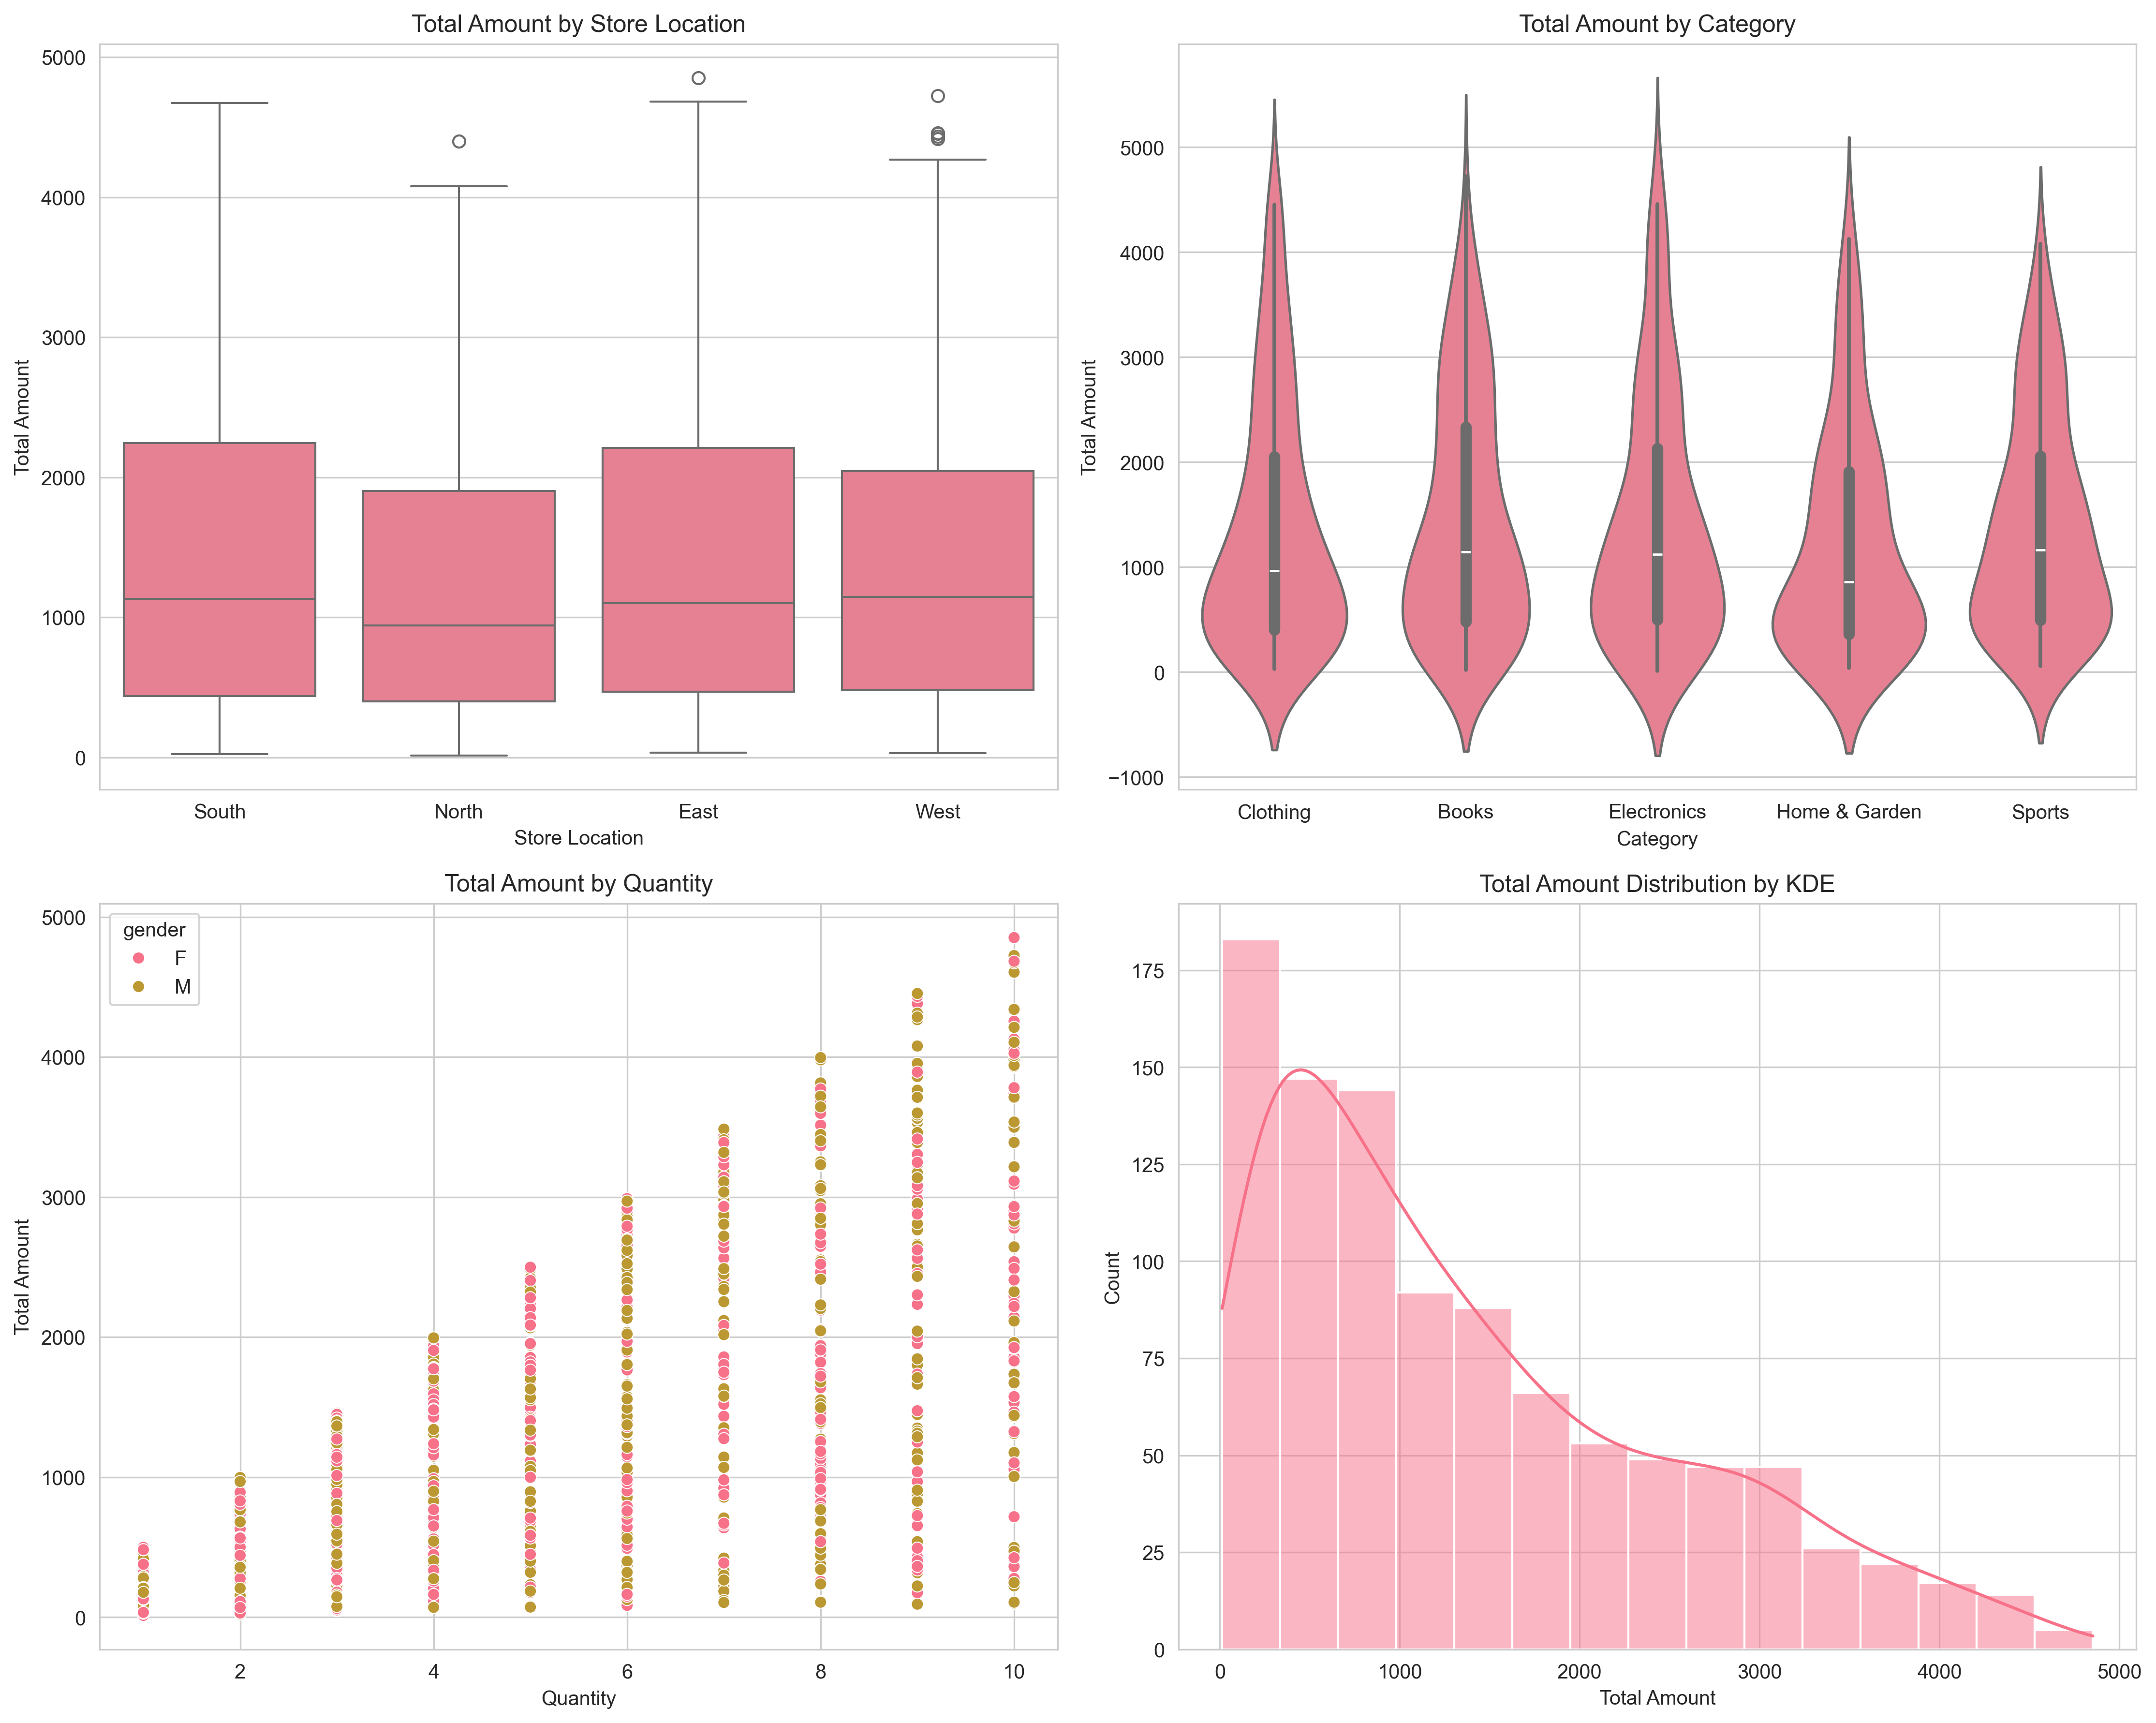 Total Amount by Store Location
5000
4000
3000
2000
1000
0
Total Amount
South North East West
Store Location
Total Amount by Category
5000
4000
3000
2000
1000
0
−1000
Total Amount
Clothing Books Electronics Home & Garden Sports
Category
Total Amount by Quantity
gender
F
M
5000
4000
3000
2000
1000
0
Total Amount
2 4 6 8 10
Quantity
Total Amount Distribution by KDE
175
150
125
100
75
50
25
0
Count
0 1000 2000 3000 4000 5000
Total Amount